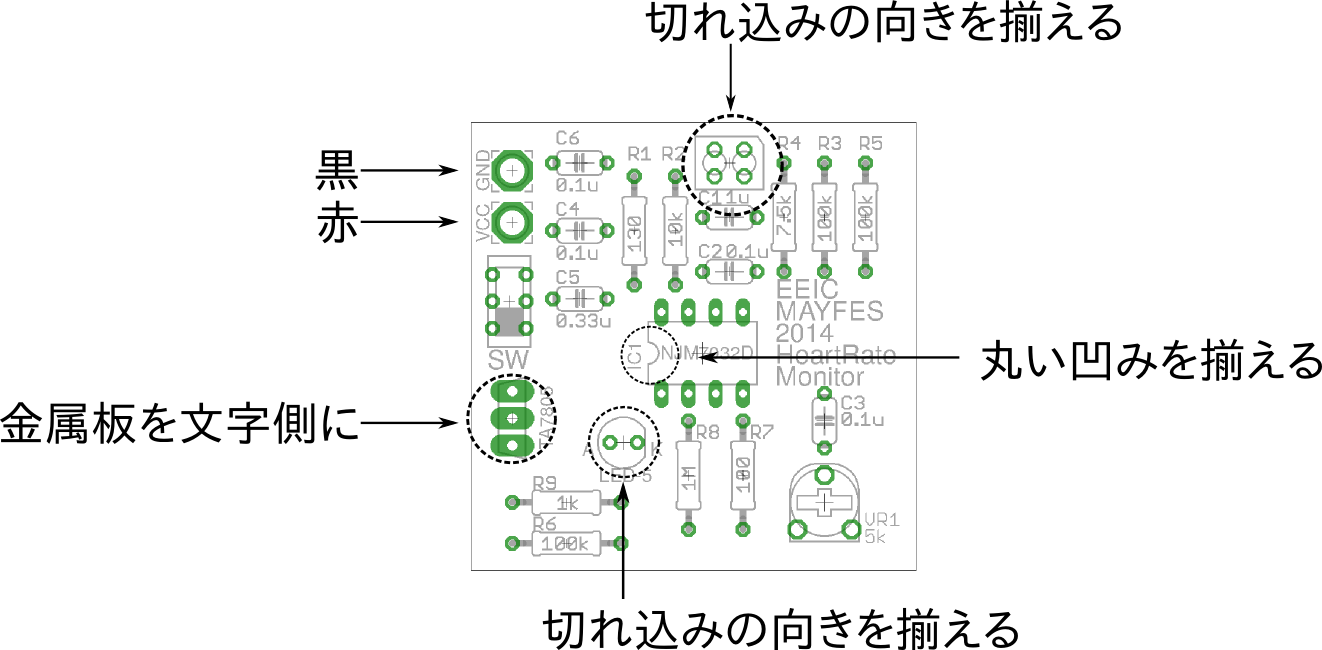 切れ込みの向きを揃える
黒
赤
金属板を文字側に
丸い凹みを揃える
切れ込みの向きを揃える
GND
VCC
C6
0.1u
C4
0.1u
C5
0.33u
R1
130
R2
10k
C1 1u
C2 0.1u
R4
7.5k
R3
100k
R5
100k
EEIC
MAYFES
2014
HeartRate
Monitor
SW
IC1
TA7805
A
K
LED-5
R8
1M
R7
100
C3
0.1u
R9
1k
R6
100k
VR1
5k